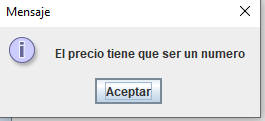 Mensaje
El precio tiene que ser un numero
Aceptar